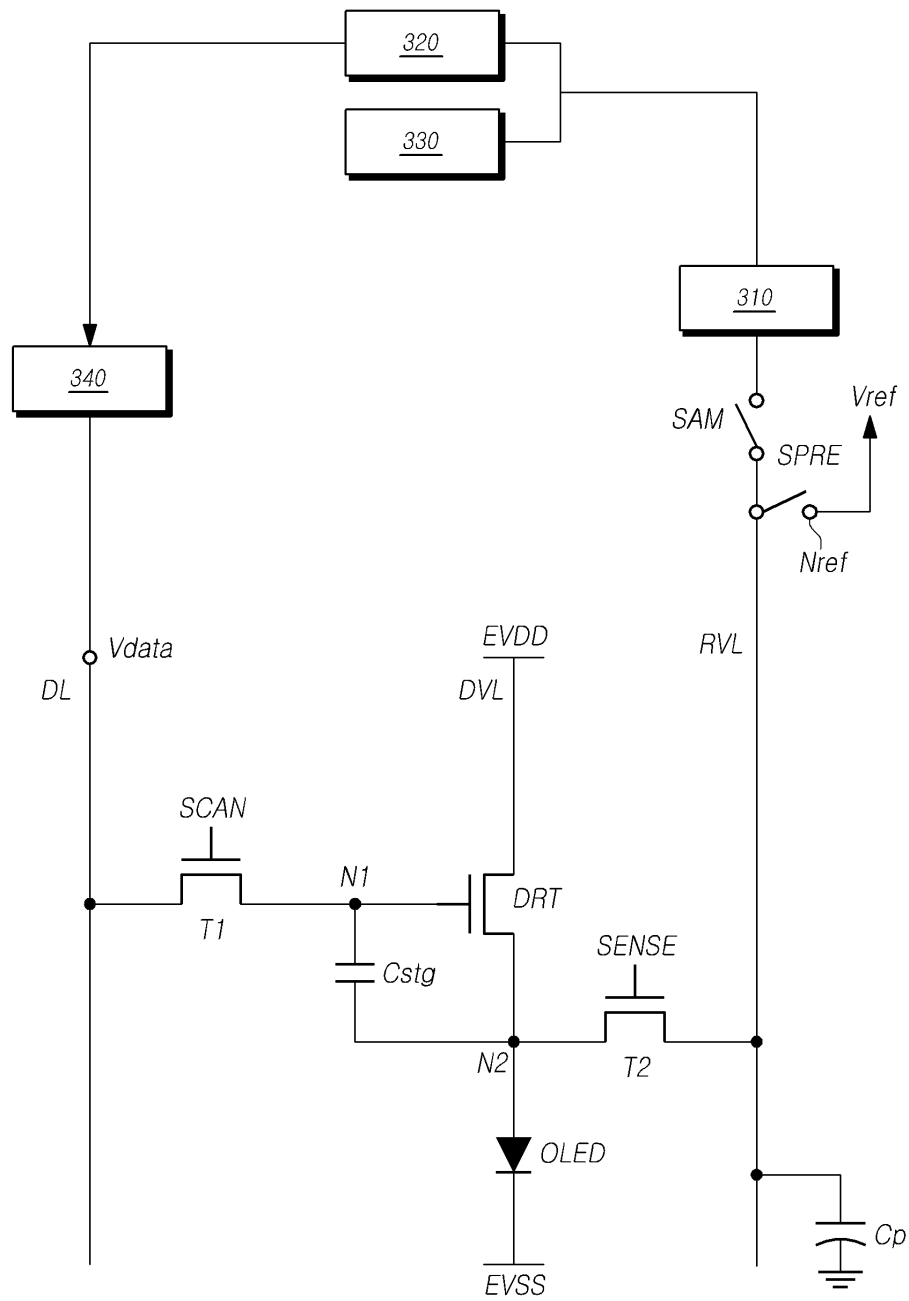 320
330
310
340
Vref
SAM
SPRE
Nref
EVDD
Vdata
RVL
DL
DVL
SCAN
N1
DRT
T1
SENSE
Cstg
N2
T2
OLED
Cp
EVSS